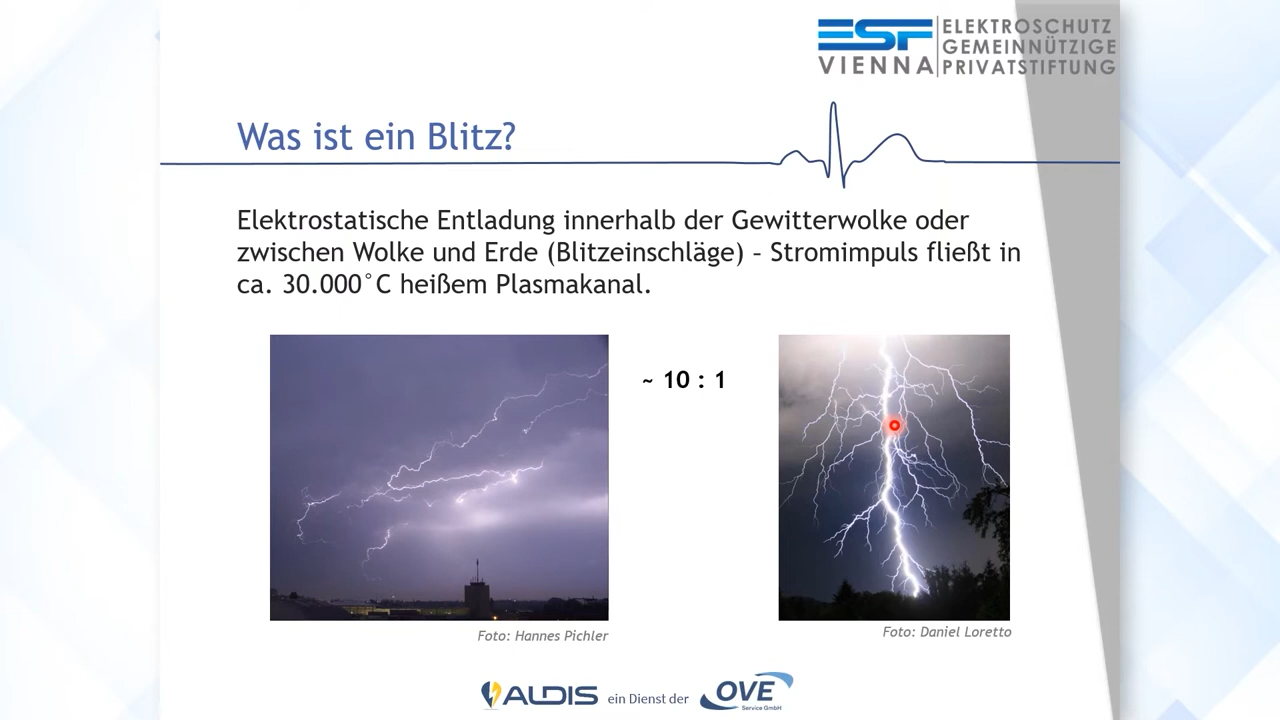 ESF VIENNA
ELEKTROSCHUTZ
GEMEINNÜTZIGE
PRIVATSTIFTUNG
Was ist ein Blitz?
Elektrostatische Entladung innerhalb der Gewitterwolke oder
zwischen Wolke und Erde (Blitzeinschläge) – Stromimpuls fließt in
ca. 30.000°C heißem Plasmakanal.
~ 10 : 1
Foto: Hannes Pichler
Foto: Daniel Loretto
ALDIS ein Dienst der OVE
Service GmbH